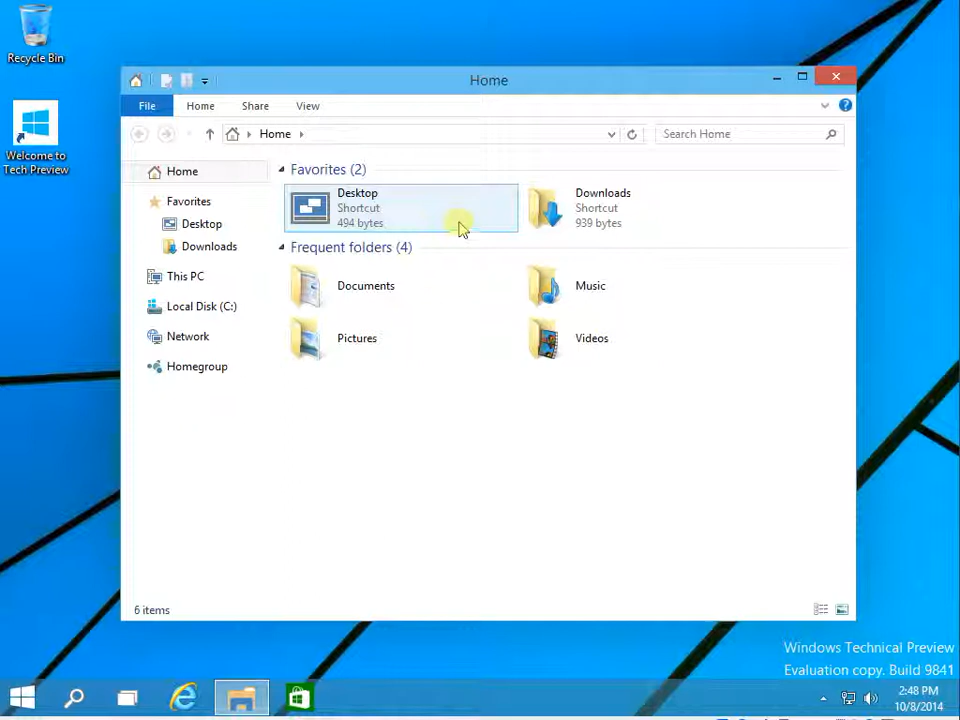 Recycle Bin
Welcome to
Tech Preview
Home
File
Home
Share
View
Home
Search Home
Home
Favorites
Desktop
Downloads
This PC
Local Disk (C:)
Network
Homegroup
Favorites (2)
Desktop
Shortcut
494 bytes
Downloads
Shortcut
939 bytes
Frequent folders (4)
Documents
Music
Pictures
Videos
6 items
Windows Technical Preview
Evaluation copy. Build 9841
2:48 PM
10/8/2014